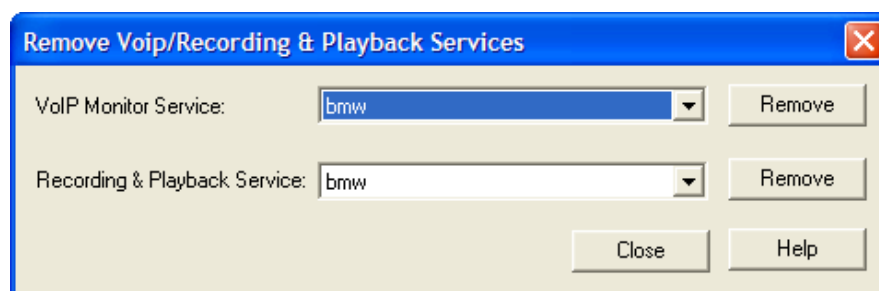 Remove Voip/Recording & Playback Services
VoIP Monitor Service: bmw Remove
Recording & Playback Service: bmw Remove
Close Help